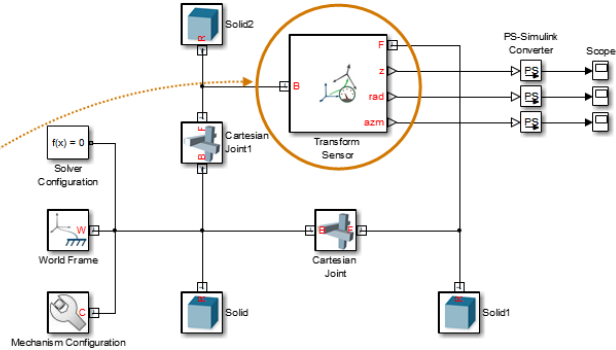 Solid2
R
F
B
z
rad
azm
Transform
Sensor
PS-Simulink
Converter
Scope
PS
PS
PS
F
B
Cartesian
Joint1
f(x) = 0
Solver
Configuration
W
World Frame
B
F
Cartesian
Joint
C
Mechanism Configuration
R
Solid
R
Solid1